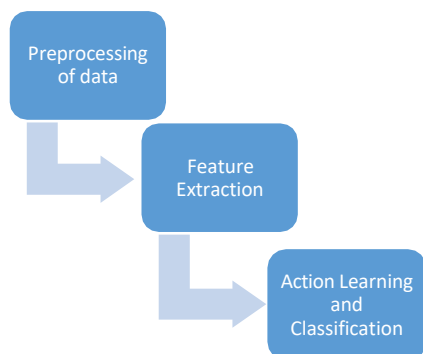 Preprocessing
of data
Feature
Extraction
Action Learning
and
Classification